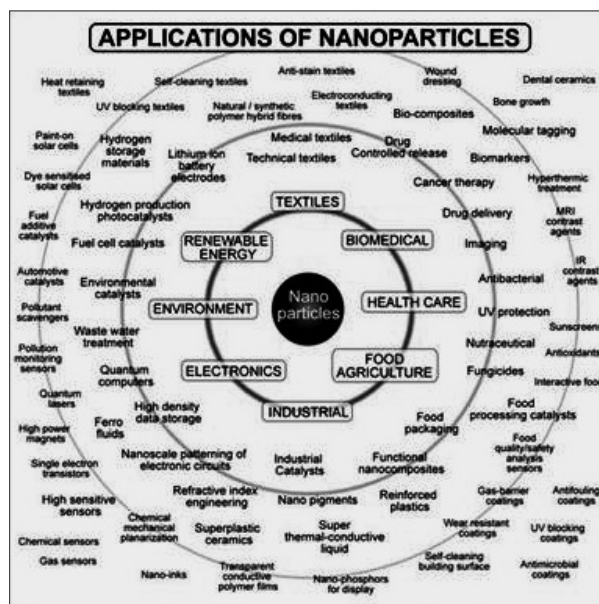 APPLICATIONS OF NANOPARTICLES
Anti-stain textiles
Wound
dressing
Heat retaining
textiles
Self-cleaning textiles
Dental ceramics
UV blocking textiles
Natural / synthetic
polymer hybrid fibres
Electroconducting
textiles
Bio-composites
Bone growth
Paint-on
solar cells
Hydrogen
storage
materials
Medical textiles
Drug
Controlled release
Molecular tagging
Lithium ion
battery
electrodes
Technical textiles
Biomarkers
Dye sensitised
solar cells
Cancer therapy
Hyperthermic
treatment
Hydrogen production
photocatalysts
TEXTILES
Drug delivery
Fuel
additive
catalysts
MRI
contrast
agents
Fuel cell catalysts
RENEWABLE
ENERGY
BIOMEDICAL
Imaging
Automotive
catalysts
Environmental
catalysts
Antibacterial
IR
contrast
agents
Nano
particles
Pollutant
scavengers
ENVIRONMENT
HEALTH CARE
UV protection
Waste water
treatment
Sunscreens
Pollution
monitoring
sensors
Nutraceutical
Antioxidants
Quantum
computers
ELECTRONICS
FOOD
AGRICULTURE
Fungicides
Interactive food
Quantum
lasers
High density
data storage
INDUSTRIAL
Food
packaging
Food
processing catalysts
High power
magnets
Ferro
fluids
Nanoscale patterning of
electronic circuits
Industrial
Catalysts
Functional
nanocomposites
Food
quality/safety
analysis
sensors
Single electron
transistors
Refractive index
engineering
Nano pigments
Reinforced
plastics
Gas-barrier
coatings
Antifouling
coatings
High sensitive
sensors
Chemical
mechanical
planarization
Superplastic
ceramics
Super
thermal-conductive
liquid
Wear resistant
coatings
UV blocking
coatings
Chemical sensors
Gas sensors
Nano-inks
Transparent
conductive
polymer films
Nano-phosphors
for display
Self-cleaning
building surface
Antimicrobial
coatings